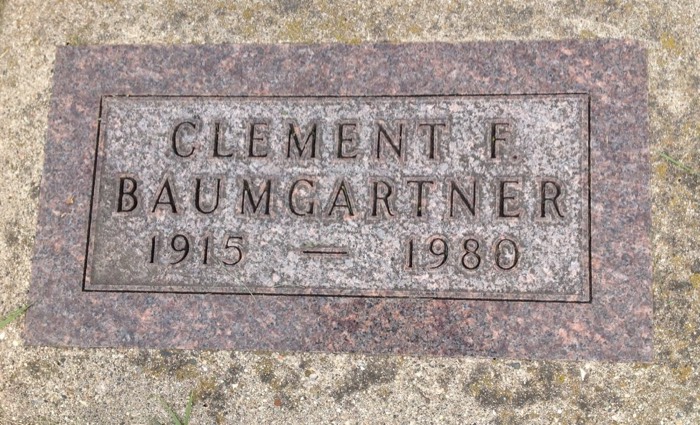 CLEMENT F.
BAUMGARTNER
1915 — 1980